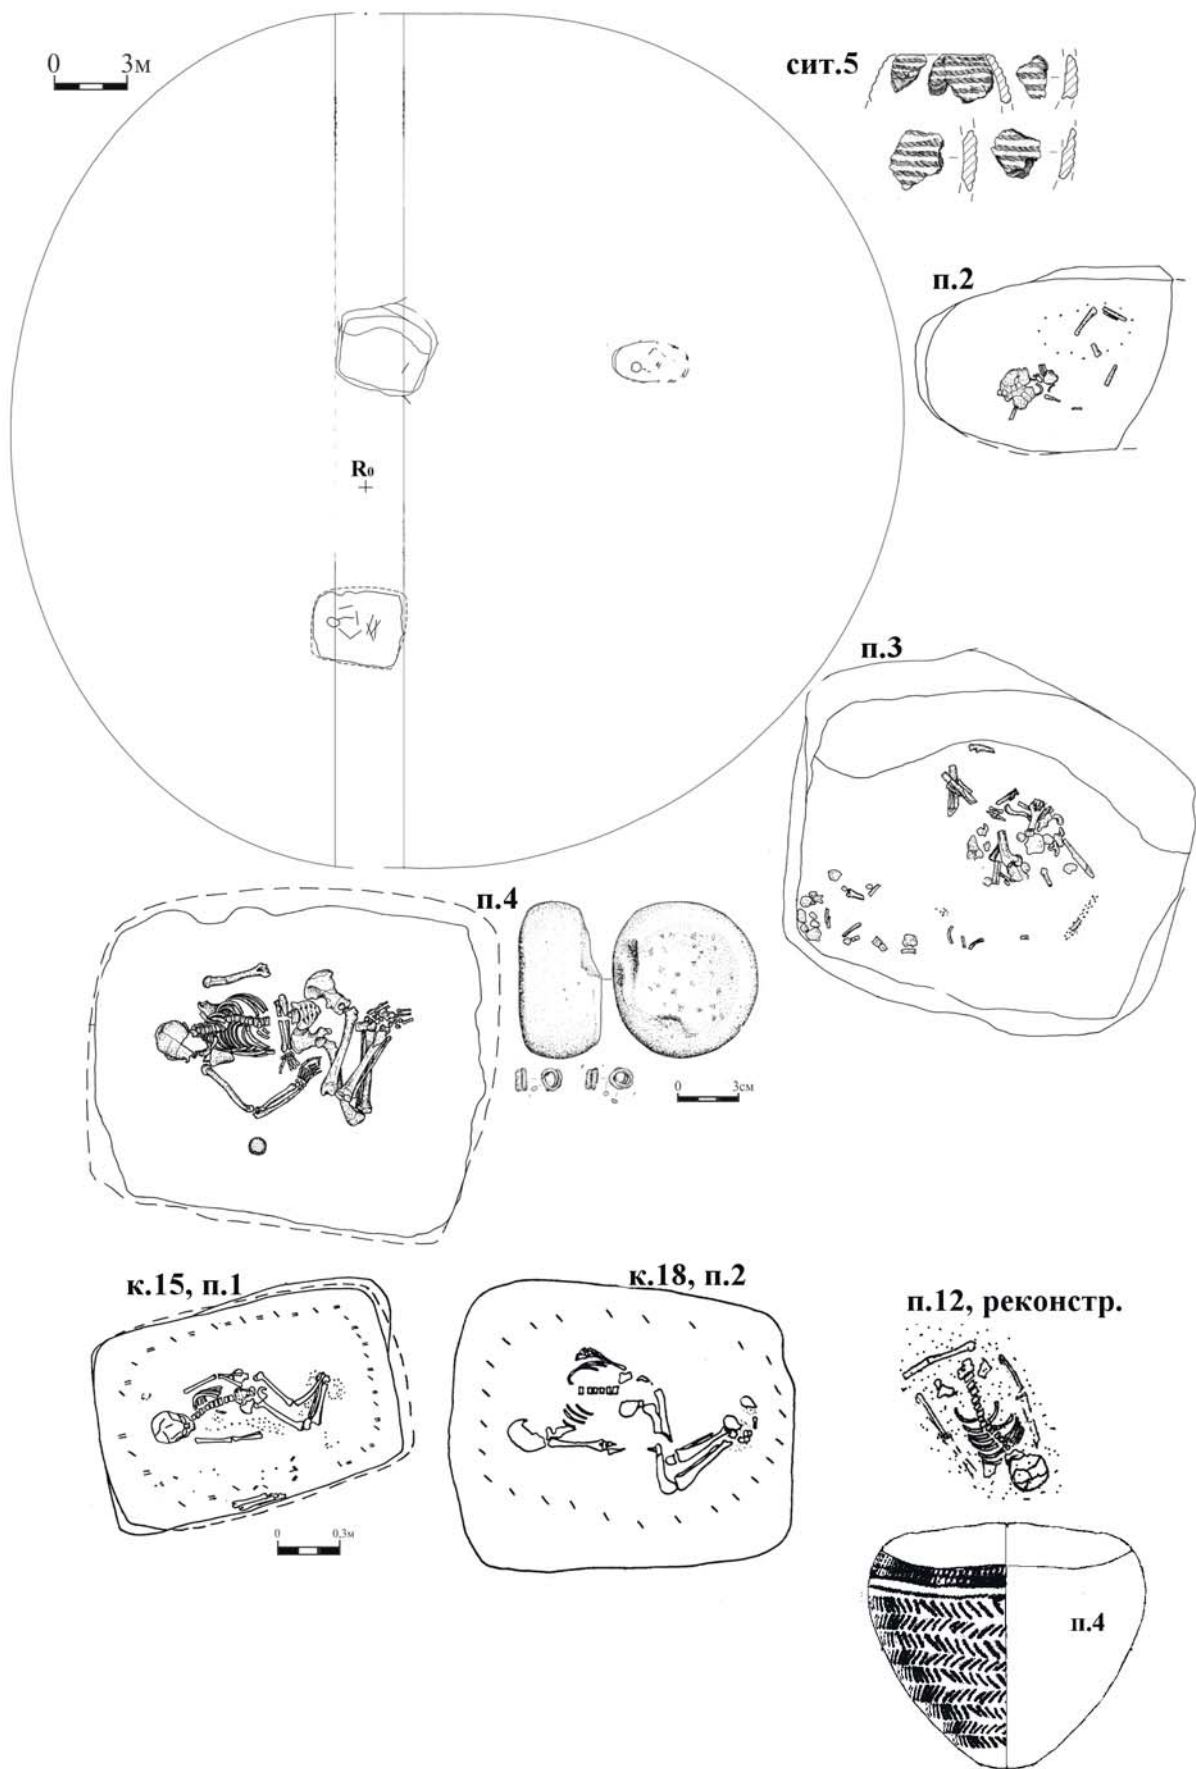 0 3м
сит.5
п.2
R₀
п.3
п.4
0 3см
к.15, п.1
к.18, п.2
п.12, реконстр.
0 0,3м
п.4